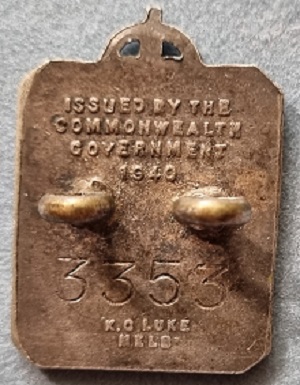 ISSUED BY THE
COMMONWEALTH
GOVERNMENT
1940
3353
K.G LUKE
MELB